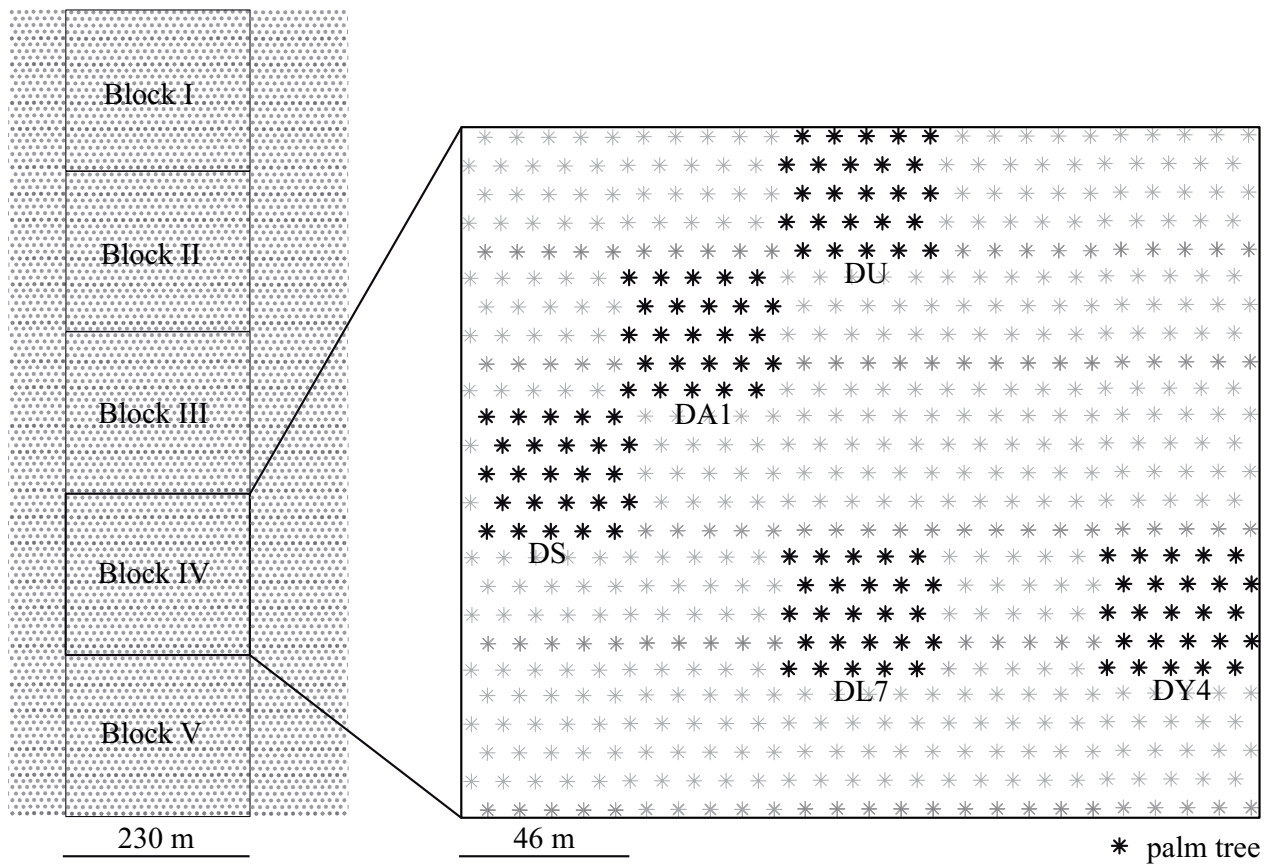 Block I
Block II
Block III
Block IV
Block V
230 m
DU
DA1
DS
DL7
DY4
46 m
palm tree